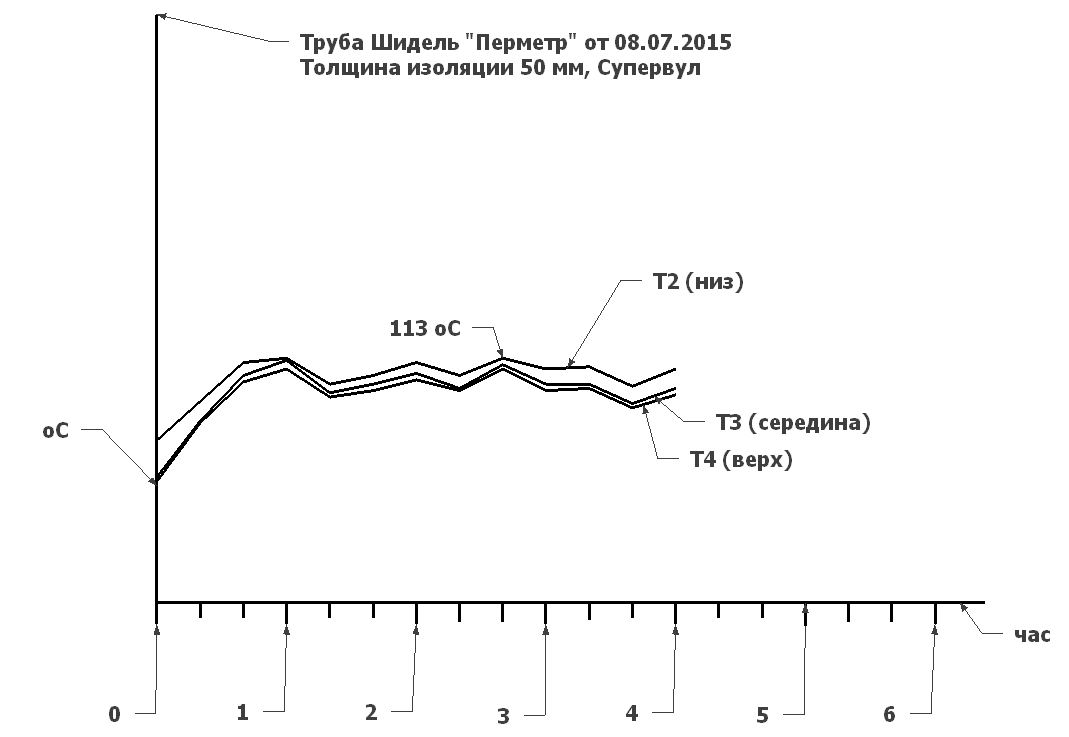 Труба Шидель "Перметр" от 08.07.2015
Толщина изоляции 50 мм, Супервул
Т2 (низ)
113 оС
Т3 (середина)
оС
Т4 (верх)
час
0
1
2
3
4
5
6